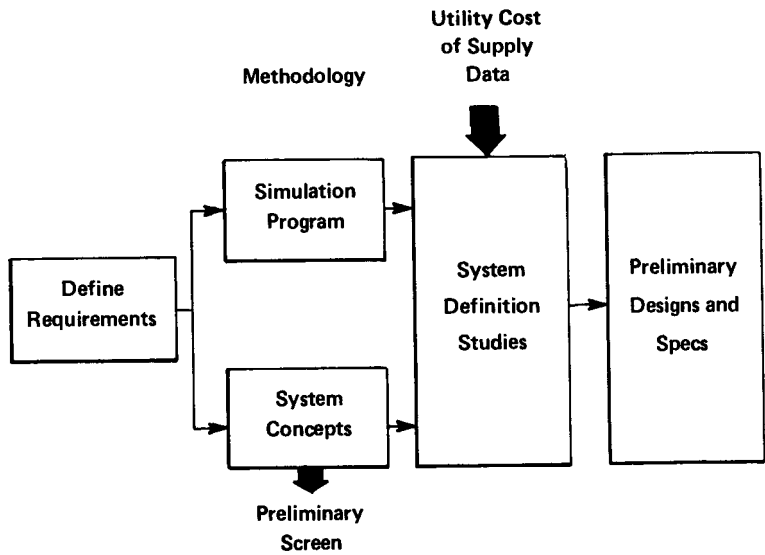 Utility Cost
of Supply
Data
Methodology
Simulation
Program
Define
Requirements
System
Concepts
Preliminary
Screen
System
Definition
Studies
Preliminary
Designs and
Specs